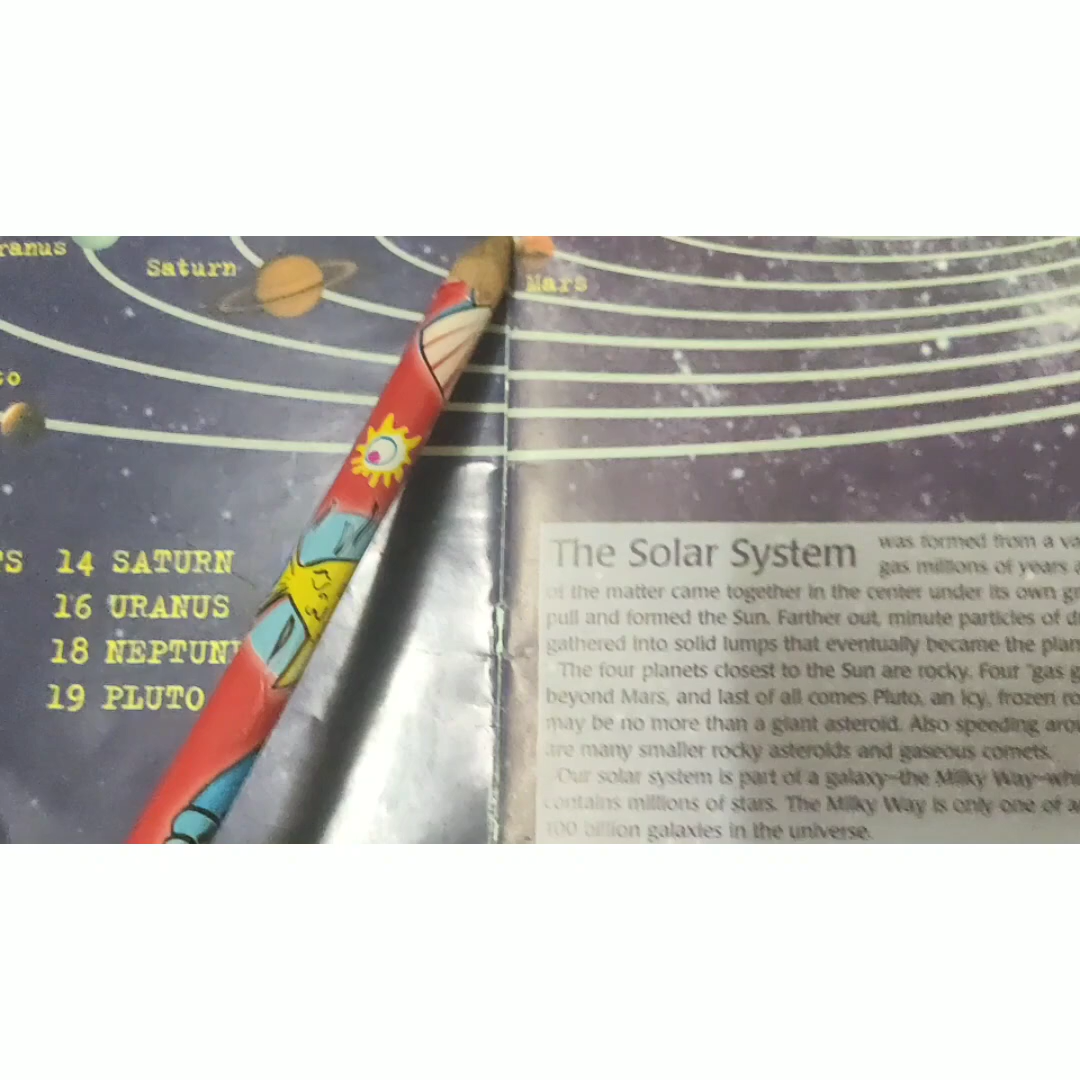 ranus
Saturn
Mars
to
TS 14 SATURN
16 URANUS
18 NEPTUN
19 PLUTO
The Solar System was formed from a va
gas millions of years a
of the matter came together in the center under its own gr
pull and formed the Sun. Farther out, minute particles of d
gathered into solid lumps that eventually became the plan
The four planets closest to the Sun are rocky. Four "gas g
beyond Mars, and last of all comes Pluto, an icy, frozen ro
may be no more than a giant asteroid. Also speeding arou
are many smaller rocky asteroids and gaseous comets.
Our solar system is part of a galaxy—the Milky Way—whi
contains millions of stars. The Milky Way is only one of a
100 billion galaxies in the universe.